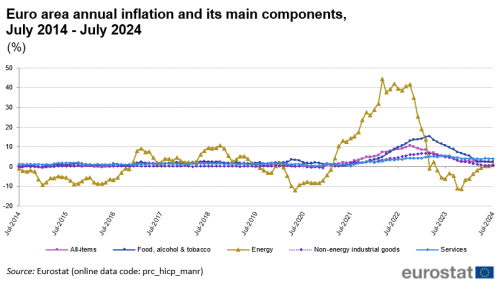 Euro area annual inflation and its main components,
July 2014 - July 2024
(%)
50
40
30
20
10
0
-10
-20
Jul-2014
Jul-2015
Jul-2016
Jul-2017
Jul-2018
Jul-2019
Jul-2020
Jul-2021
Jul-2022
Jul-2023
Jul-2024
All-items Food, alcohol & tobacco Energy Non-energy industrial goods Services
Source: Eurostat (online data code: prc_hicp_manr)
eurostat